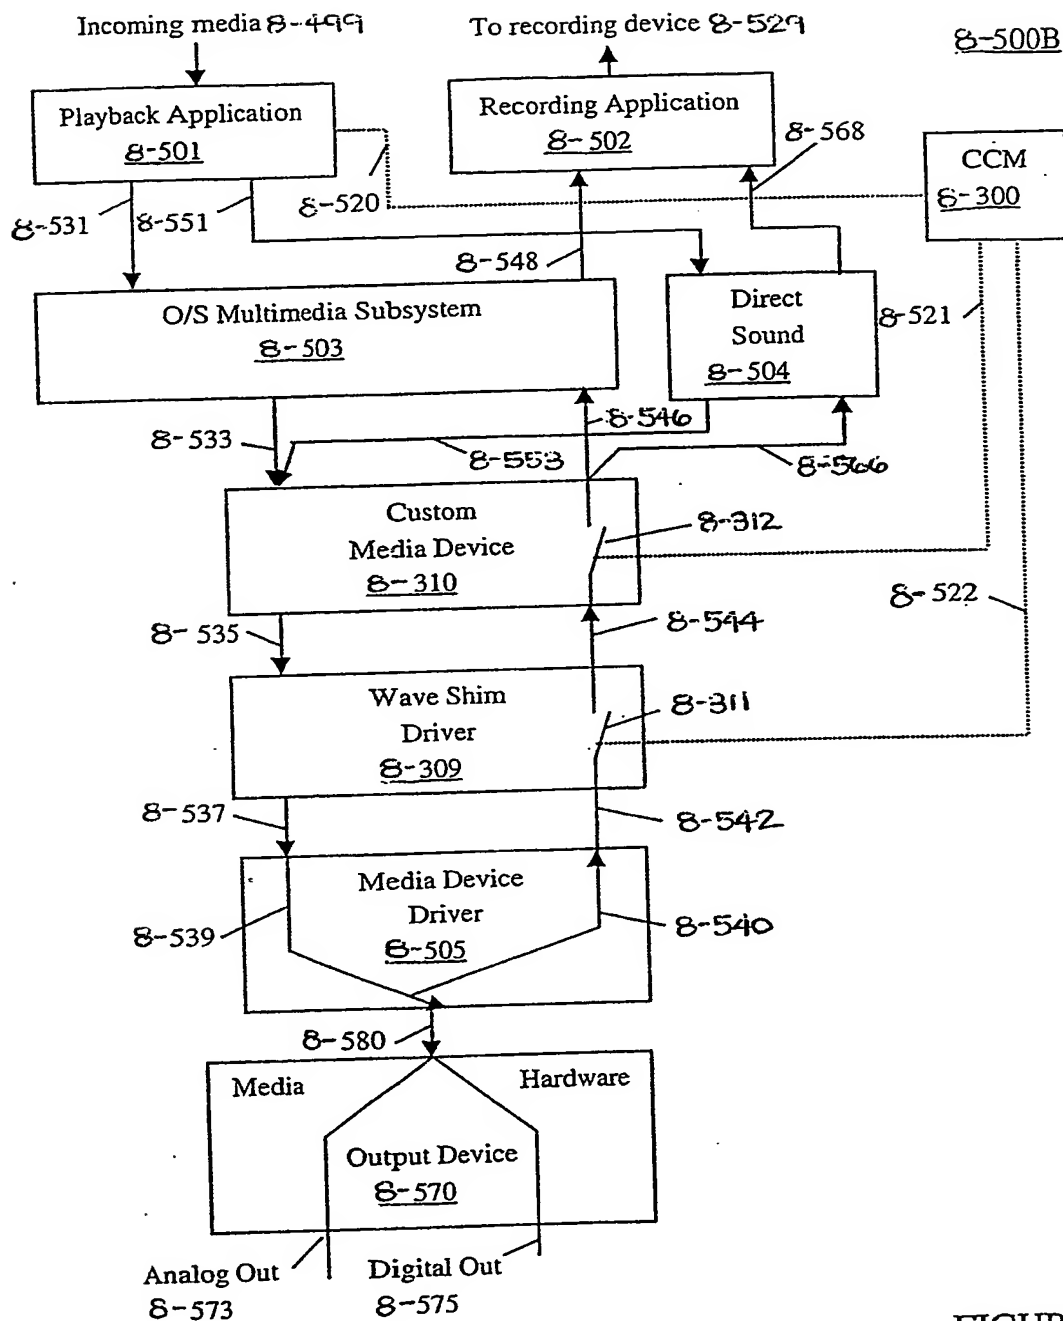 Incoming media 8-499
To recording device 8-529
8-500B
Playback Application
8-501
Recording Application
8-502
8-568
CCM
8-300
8-531
8-551
8-520
8-548
O/S Multimedia Subsystem
8-503
Direct
Sound
8-504
8-521
8-533
8-546
8-553
8-566
Custom
Media Device
8-310
8-312
8-522
8-535
8-544
Wave Shim
Driver
8-309
8-311
8-537
8-542
Media Device
Driver
8-505
8-539
8-540
8-580
Media
Hardware
Output Device
8-570
Analog Out
8-573
Digital Out
8-575